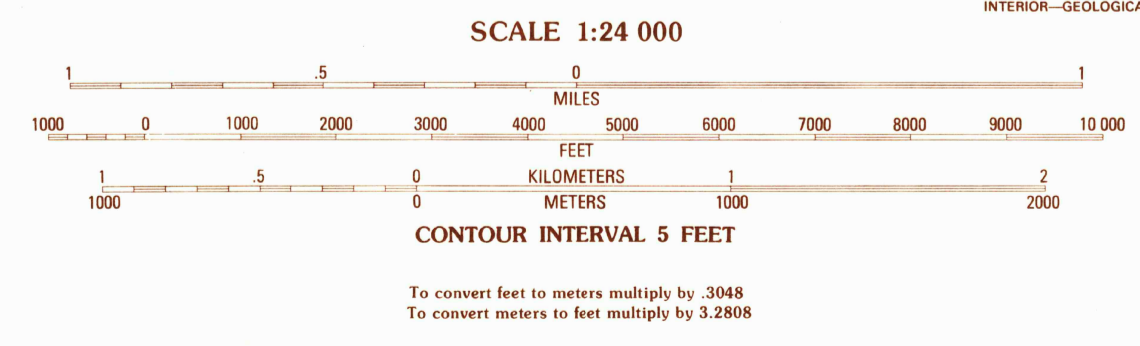 INTERIOR—GEOLOGICA
SCALE 1:24 000
1 .5 0 1
MILES
1000 0 1000 2000 3000 4000 5000 6000 7000 8000 9000 10 000
FEET
1 .5 0 KILOMETERS 1 2
1000 0 METERS 1000 2000
CONTOUR INTERVAL 5 FEET
To convert feet to meters multiply by .3048
To convert meters to feet multiply by 3.2808